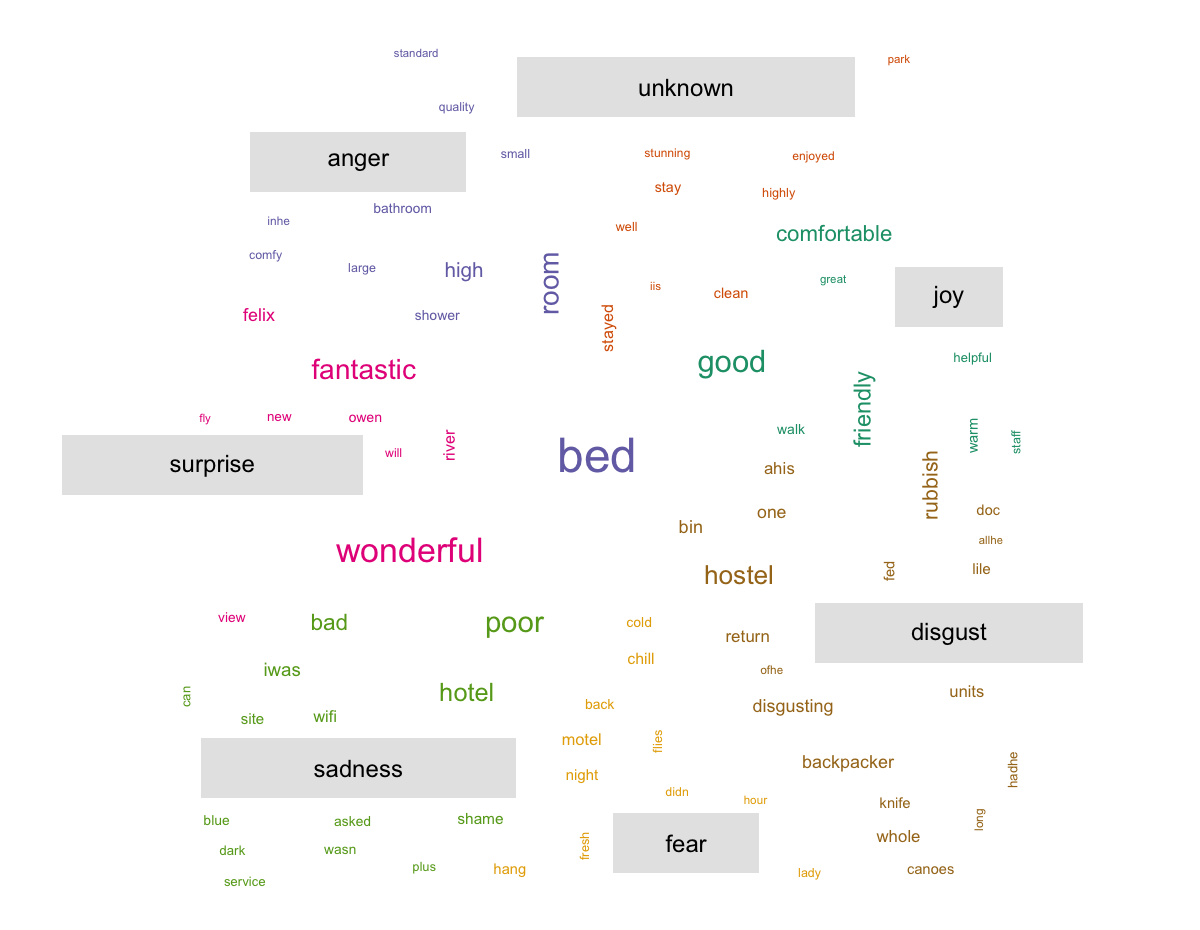 standard
park
unknown
quality
anger
small
stunning
enjoyed
stay
highly
bathroom
inhe
well
comfortable
comfy
large
high
room
iis
great
clean
joy
felix
shower
stayed
fantastic
good
helpful
friendly
fly
new
owen
will
river
walk
warm
staff
surprise
bed
ahis
rubbish
one
doc
bin
allhe
wonderful
hostel
fed
lile
view
bad
poor
cold
return
disgust
chill
iwas
ofhe
can
hotel
units
site
wifi
back
disgusting
motel
flies
sadness
night
backpacker
hadhe
didn
hour
knife
long
blue
asked
shame
fresh
fear
whole
dark
wasn
service
plus
hang
lady
canoes